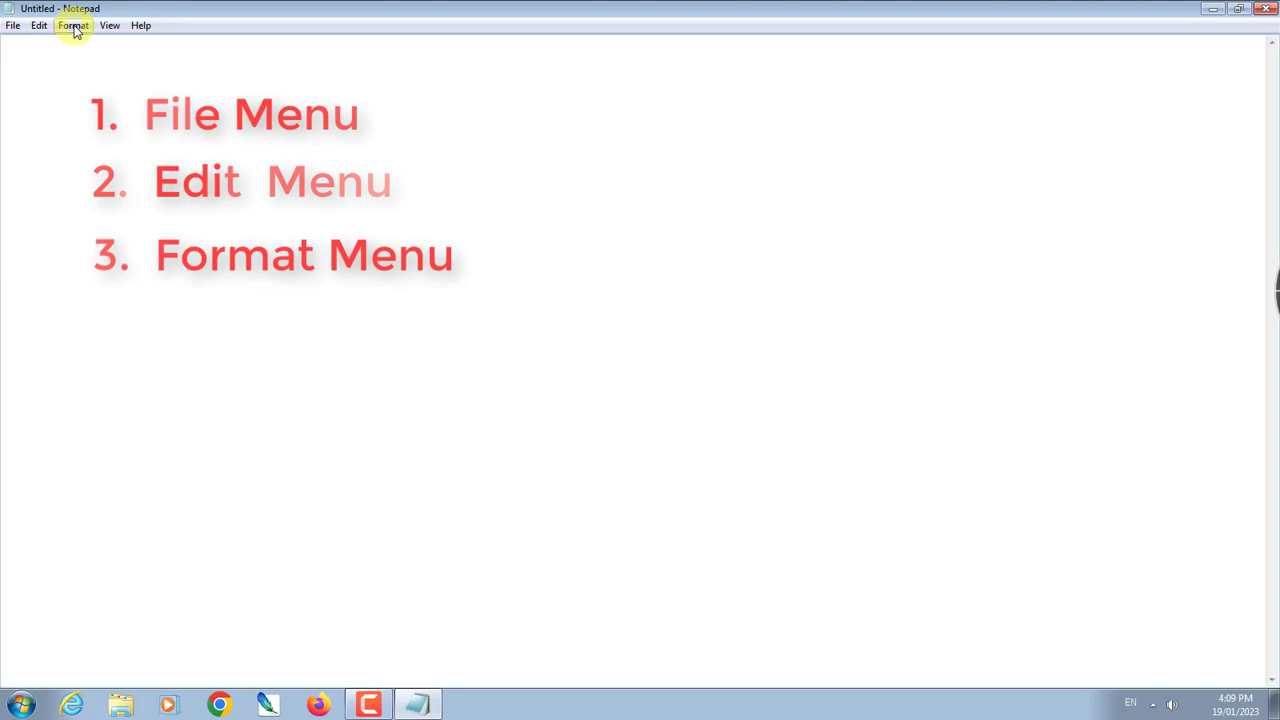 Untitled - Notepad
File Edit Format View Help
1. File Menu
2. Edit Menu
3. Format Menu
EN
4:09 PM
19/01/2023